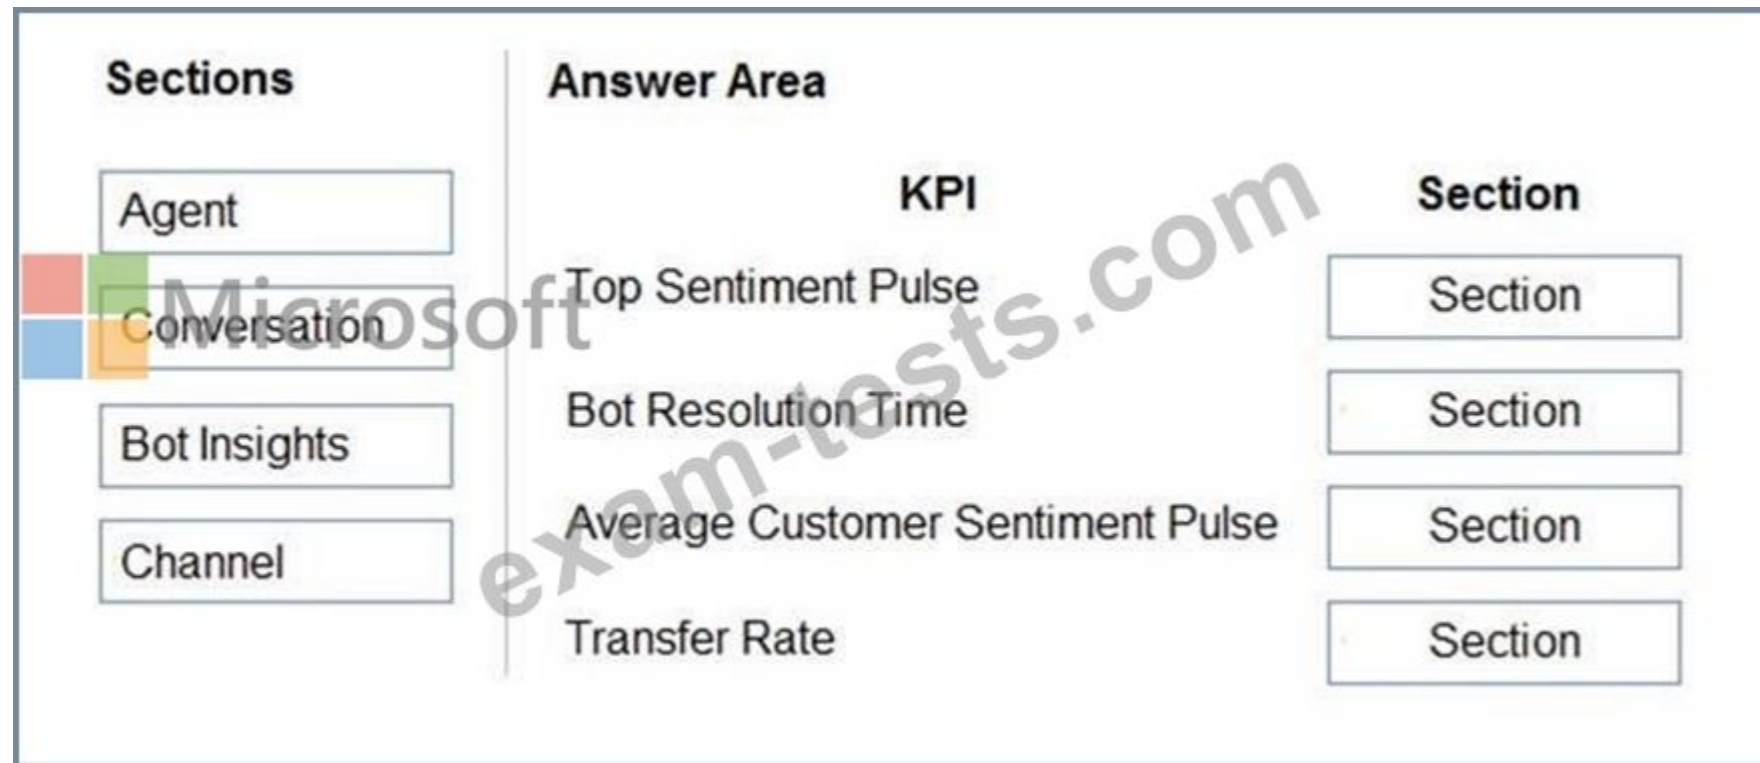 Sections
Answer Area
KPI
Section
Agent
Conversation
Bot Insights
Channel
Top Sentiment Pulse
Section
Bot Resolution Time
Section
Average Customer Sentiment Pulse
Section
Transfer Rate
Section
Microsoft
exam-tests.com